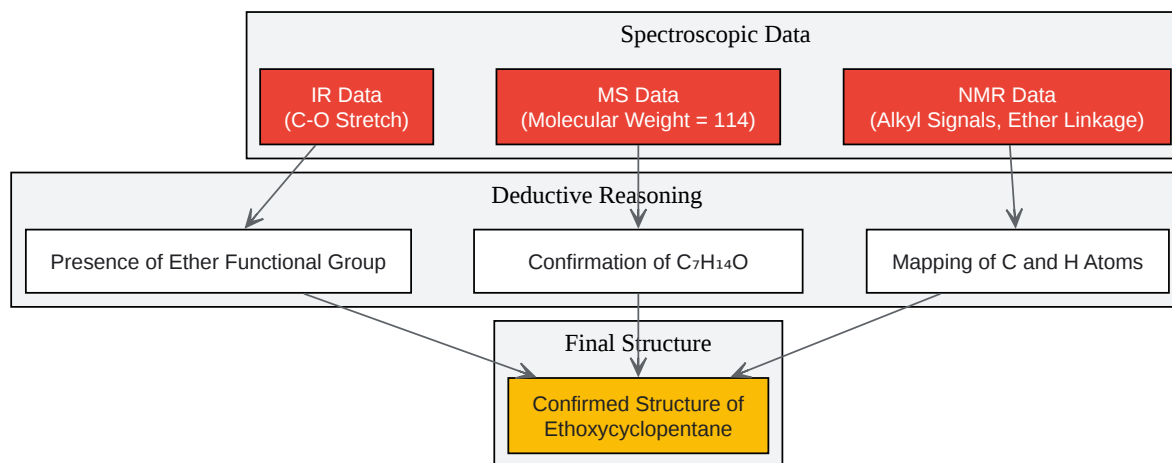 Spectroscopic Data
IR Data
(C-O Stretch)
MS Data
(Molecular Weight = 114)
NMR Data
(Alkyl Signals, Ether Linkage)
Deductive Reasoning
Presence of Ether Functional Group
Confirmation of C₇H₁₄O
Mapping of C and H Atoms
Final Structure
Confirmed Structure of
Ethoxycyclopentane